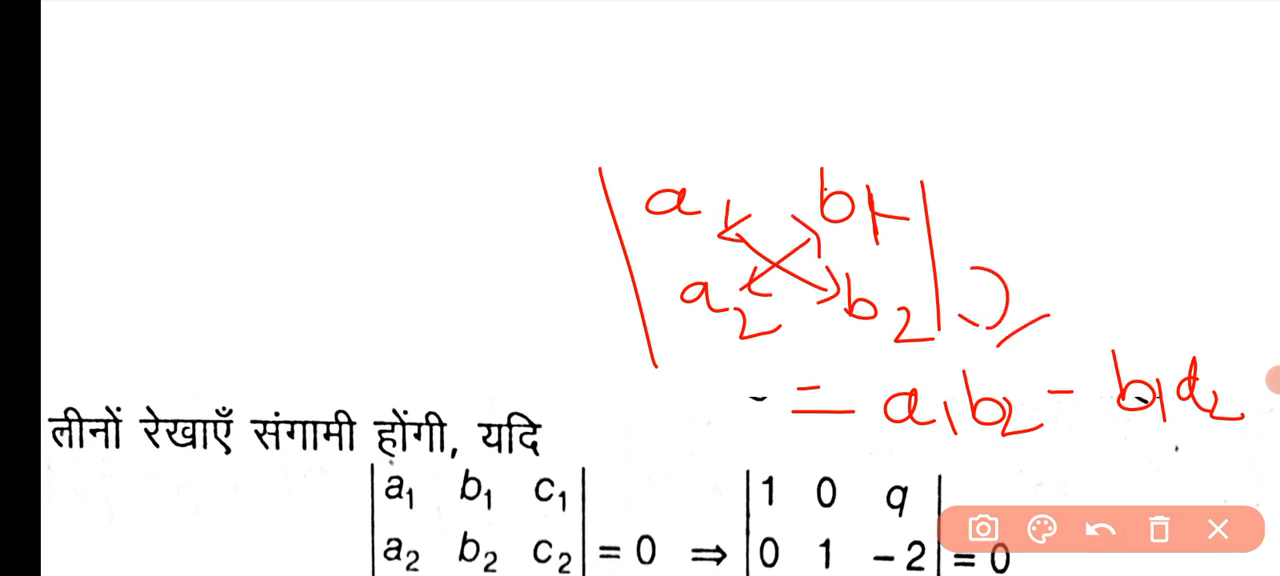 | a₁ b₁ |
| a₂ b₂ |
= a₁b₂ - b₁a₂
तीनों रेखाएँ संगामी होंगी, यदि
| a₁ b₁ c₁ | | 1 0 q |
| a₂ b₂ c₂ | = 0 ⇒ | 0 1 -2 | = 0